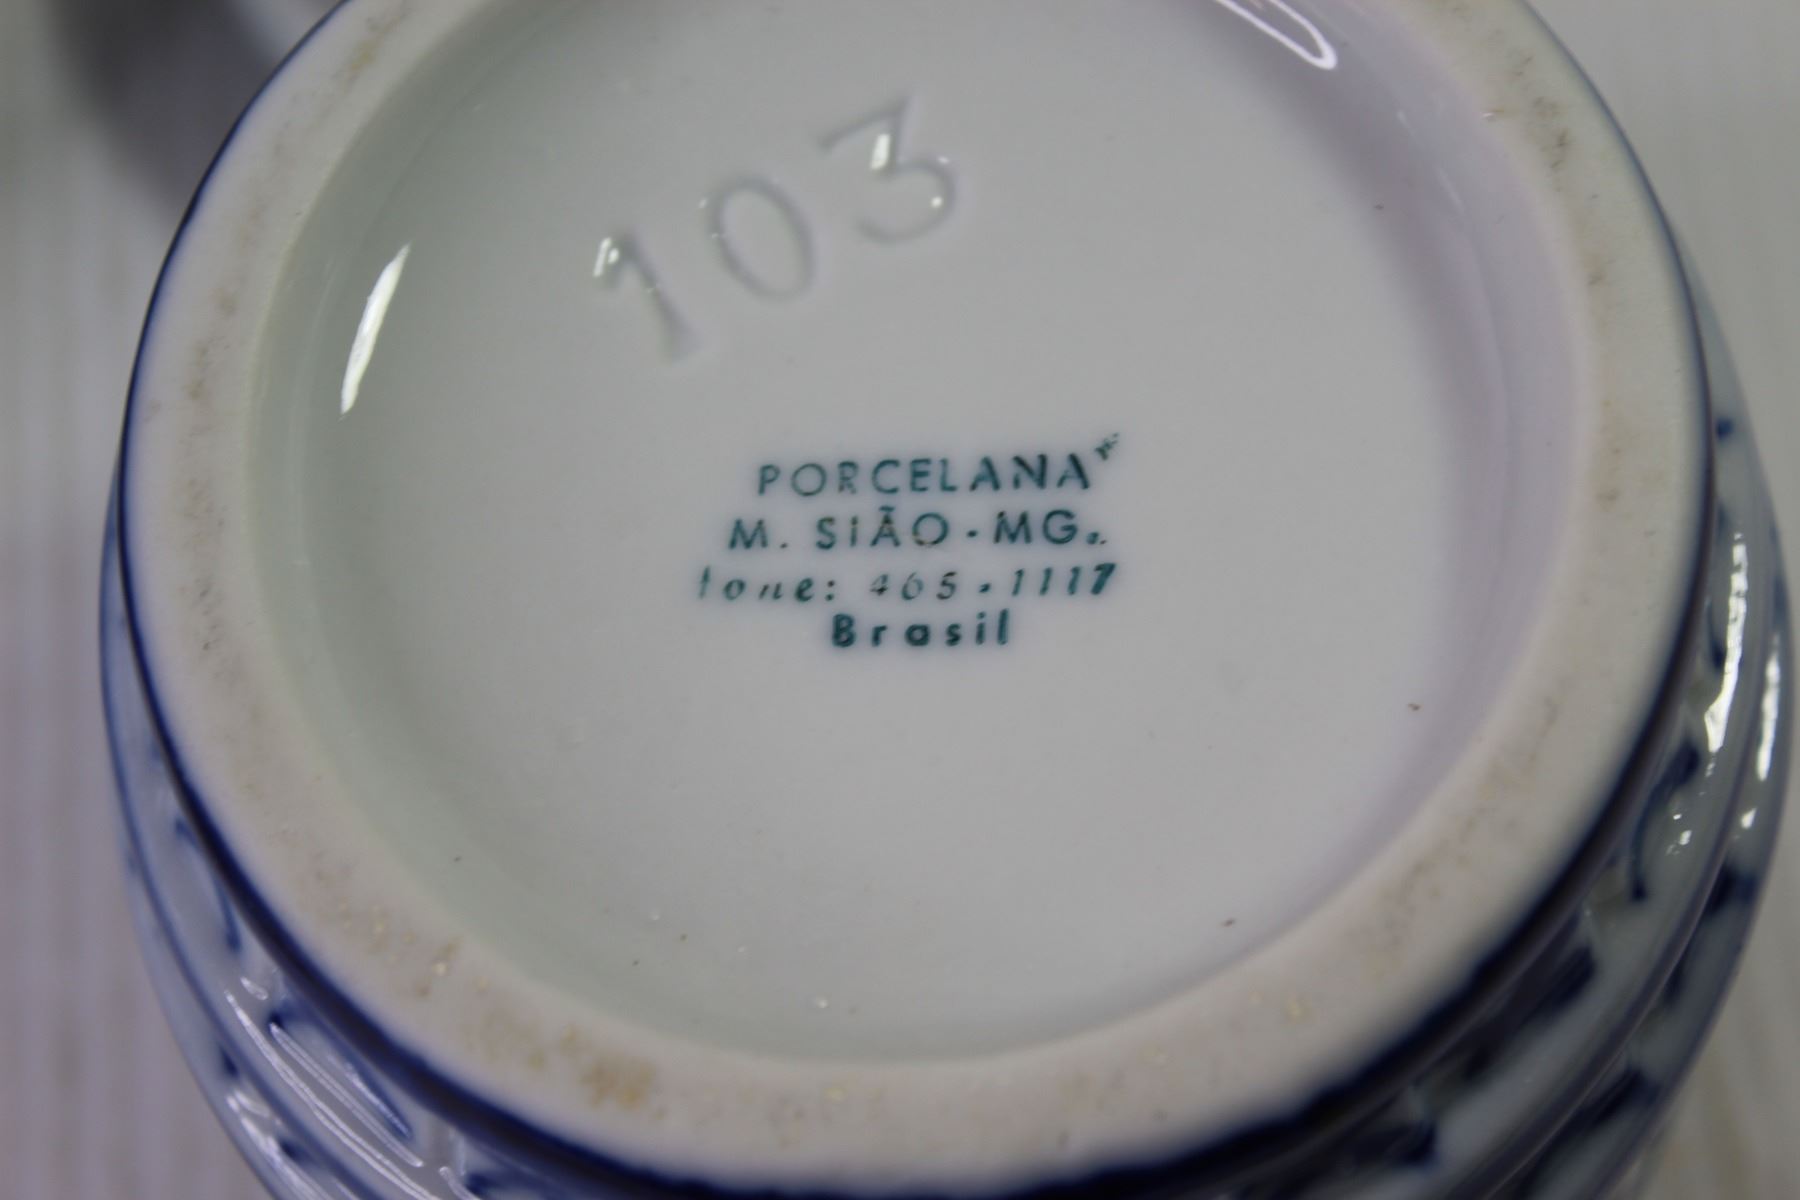 103
PORCELANA
M. SIÃO - MG.
fone: 465-1117
Brasil